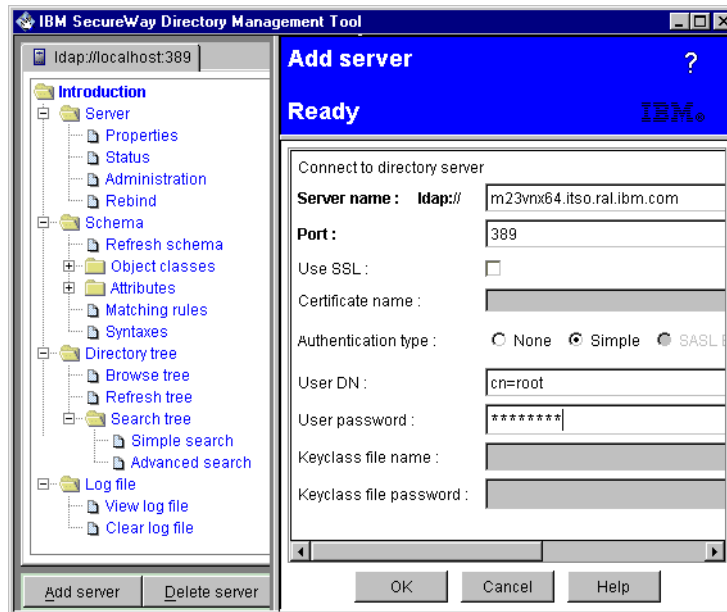 IBM SecureWay Directory Management Tool
ldap://localhost:389
Introduction
Server
Properties
Status
Administration
Rebind
Schema
Refresh schema
Object classes
Attributes
Matching rules
Syntaxes
Directory tree
Browse tree
Refresh tree
Search tree
Simple search
Advanced search
Log file
View log file
Clear log file
Add server Delete server
Add server ?
Ready IBM
Connect to directory server
Server name : ldap:// m23vnx64.itso.ral.ibm.com
Port : 389
Use SSL :
Certificate name :
Authentication type : None Simple SASL
User DN : cn=root
User password : ********
Keyclass file name :
Keyclass file password :
OK Cancel Help